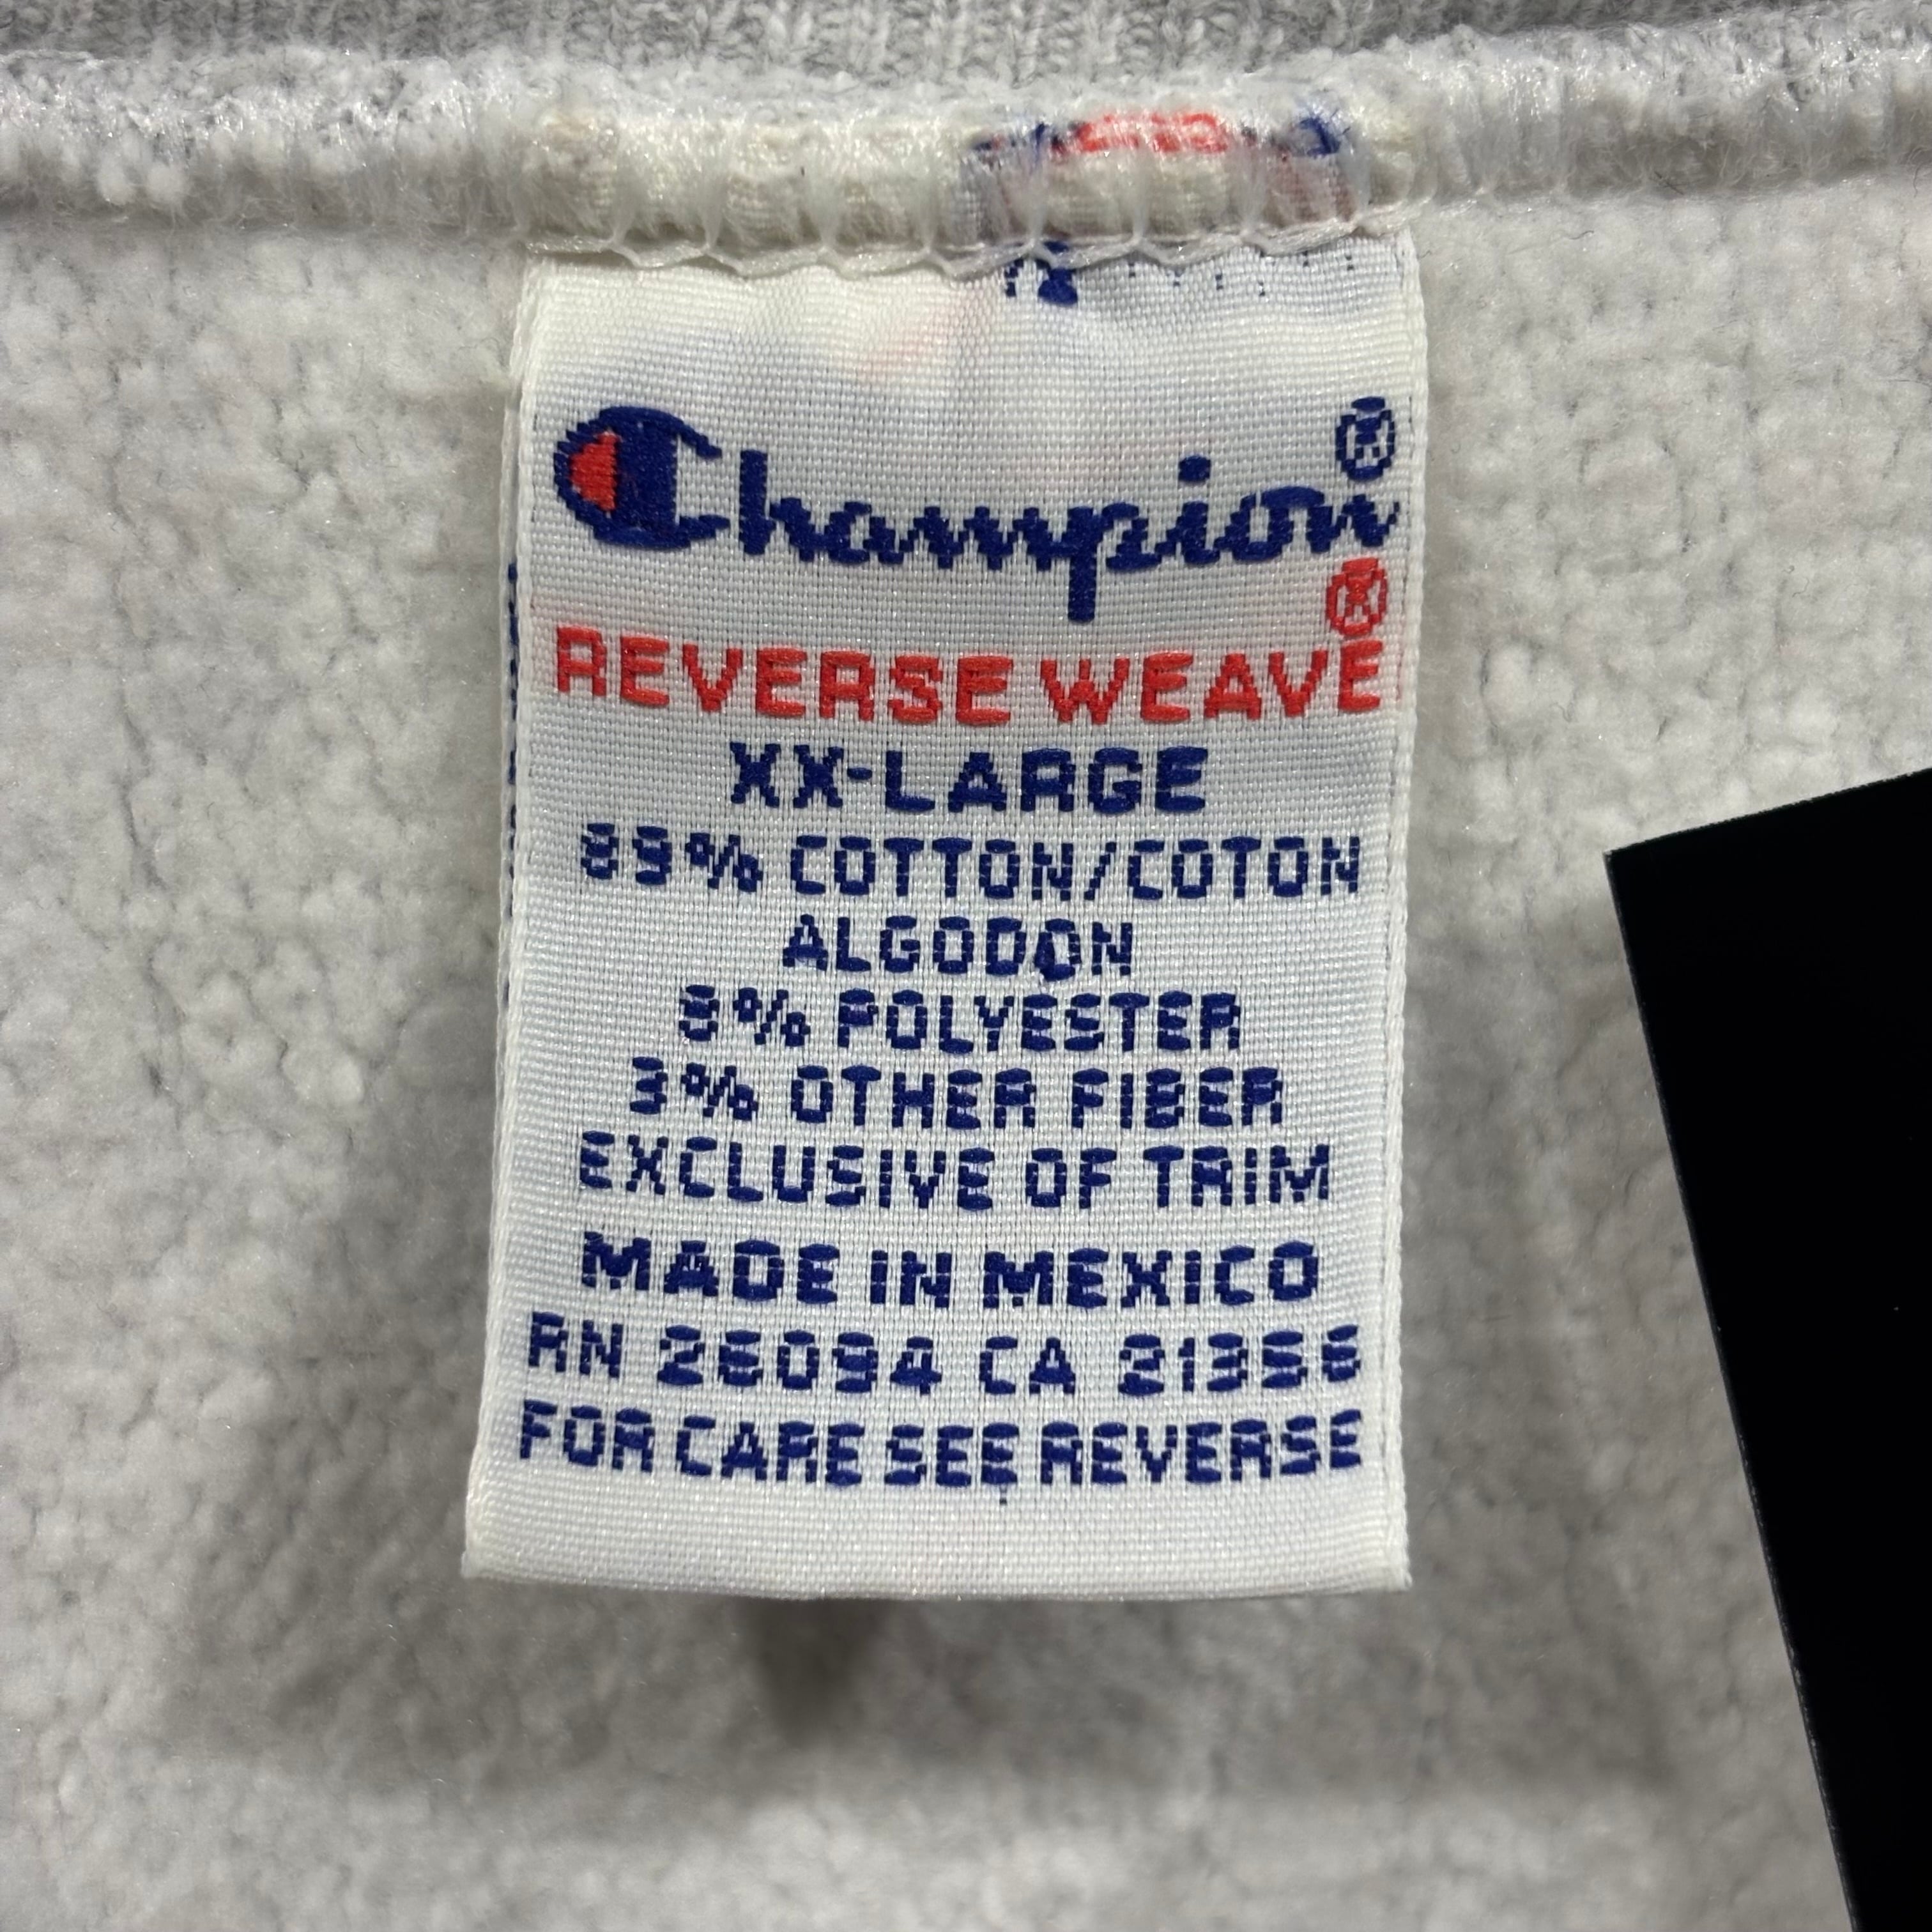 Champion®
REVERSE WEAVE®
XX-LARGE
89% COTTON/COTON
ALGODON
8% POLYESTER
3% OTHER FIBER
EXCLUSIVE OF TRIM
MADE IN MEXICO
RN 26094 CA 21356
FOR CARE SEE REVERSE